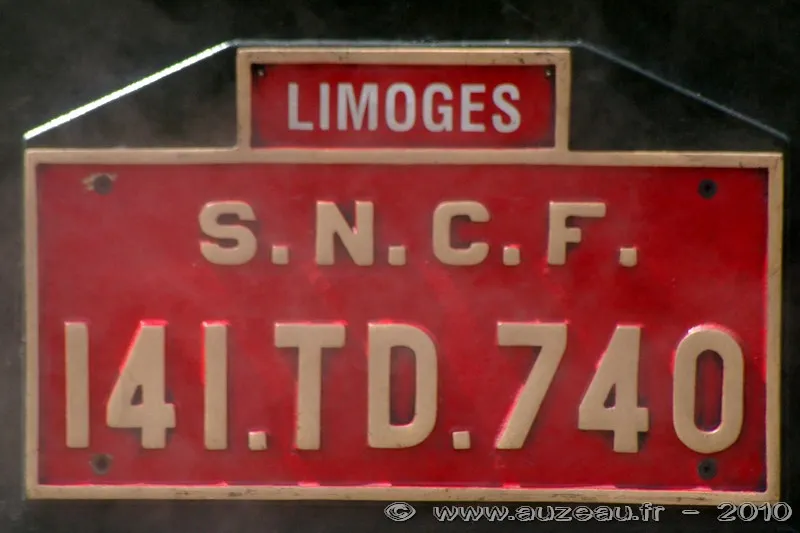 LIMOGES
S.N.C.F.
141.TD.740
© www.auzeau.fr - 2010